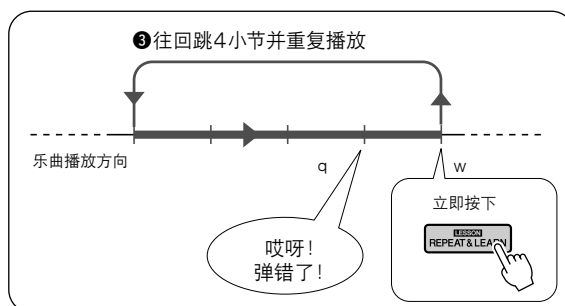 ❸往回跳4小节并重复播放
乐曲播放方向
q
w
立即按下
LESSON
REPEAT & LEARN
哎呀！
弹错了！